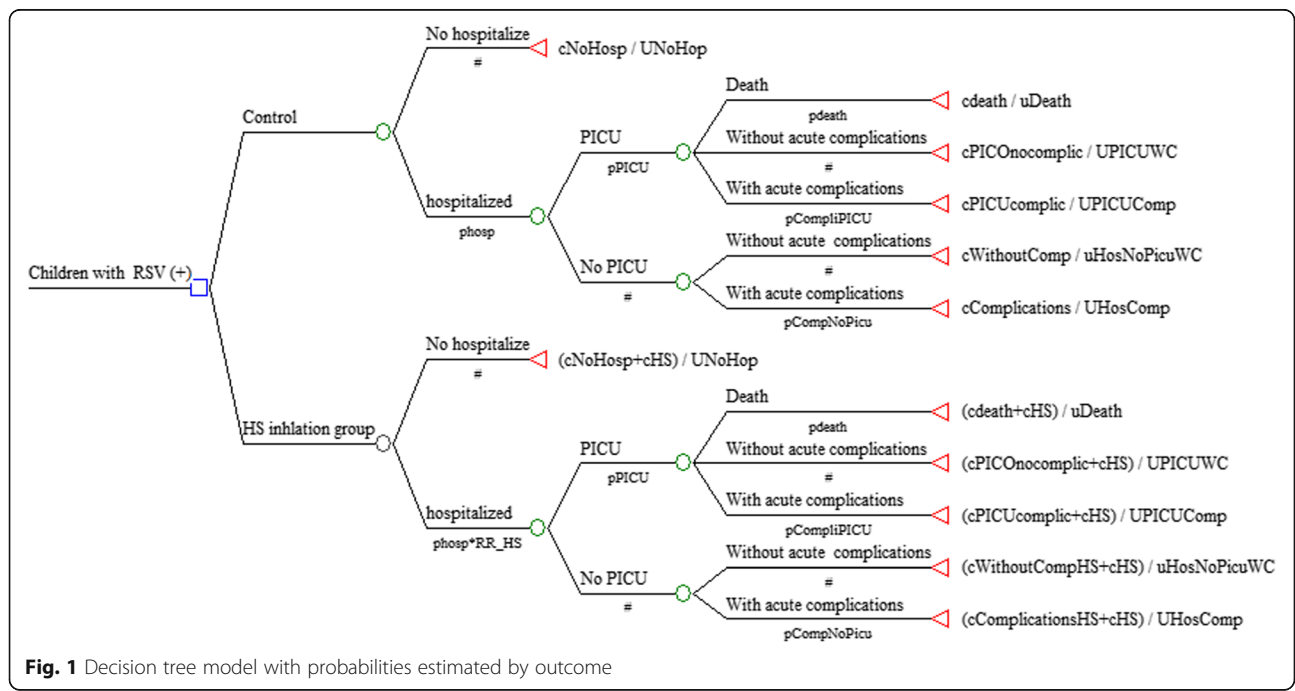 No hospitalize
#
cNoHosp / UNoHop
Control
hospitalized
phosp
PICU
pPICU
Death
pdeath
cdeath / uDeath
Without acute complications
#
cPICOnocomplic / UPICUWC
With acute complications
pCompliPICU
cPICUcomplic / UPICUComp
No PICU
#
Without acute complications
#
cWithoutComp / uHosNoPicuWC
With acute complications
pCompNoPicu
cComplications / UHosComp
Children with RSV (+)
No hospitalize
#
(cNoHosp+cHS) / UNoHop
HS inhlation group
hospitalized
phosp*RR_HS
PICU
pPICU
Death
pdeath
(cdeath+cHS) / uDeath
Without acute complications
#
(cPICOnocomplic+cHS) / UPICUWC
With acute complications
pCompliPICU
(cPICUcomplic+cHS) / UPICUComp
No PICU
#
Without acute complications
#
(cWithoutCompHS+cHS) / uHosNoPicuWC
With acute complications
pCompNoPicu
(cComplicationsHS+cHS) / UHosComp
Fig. 1 Decision tree model with probabilities estimated by outcome